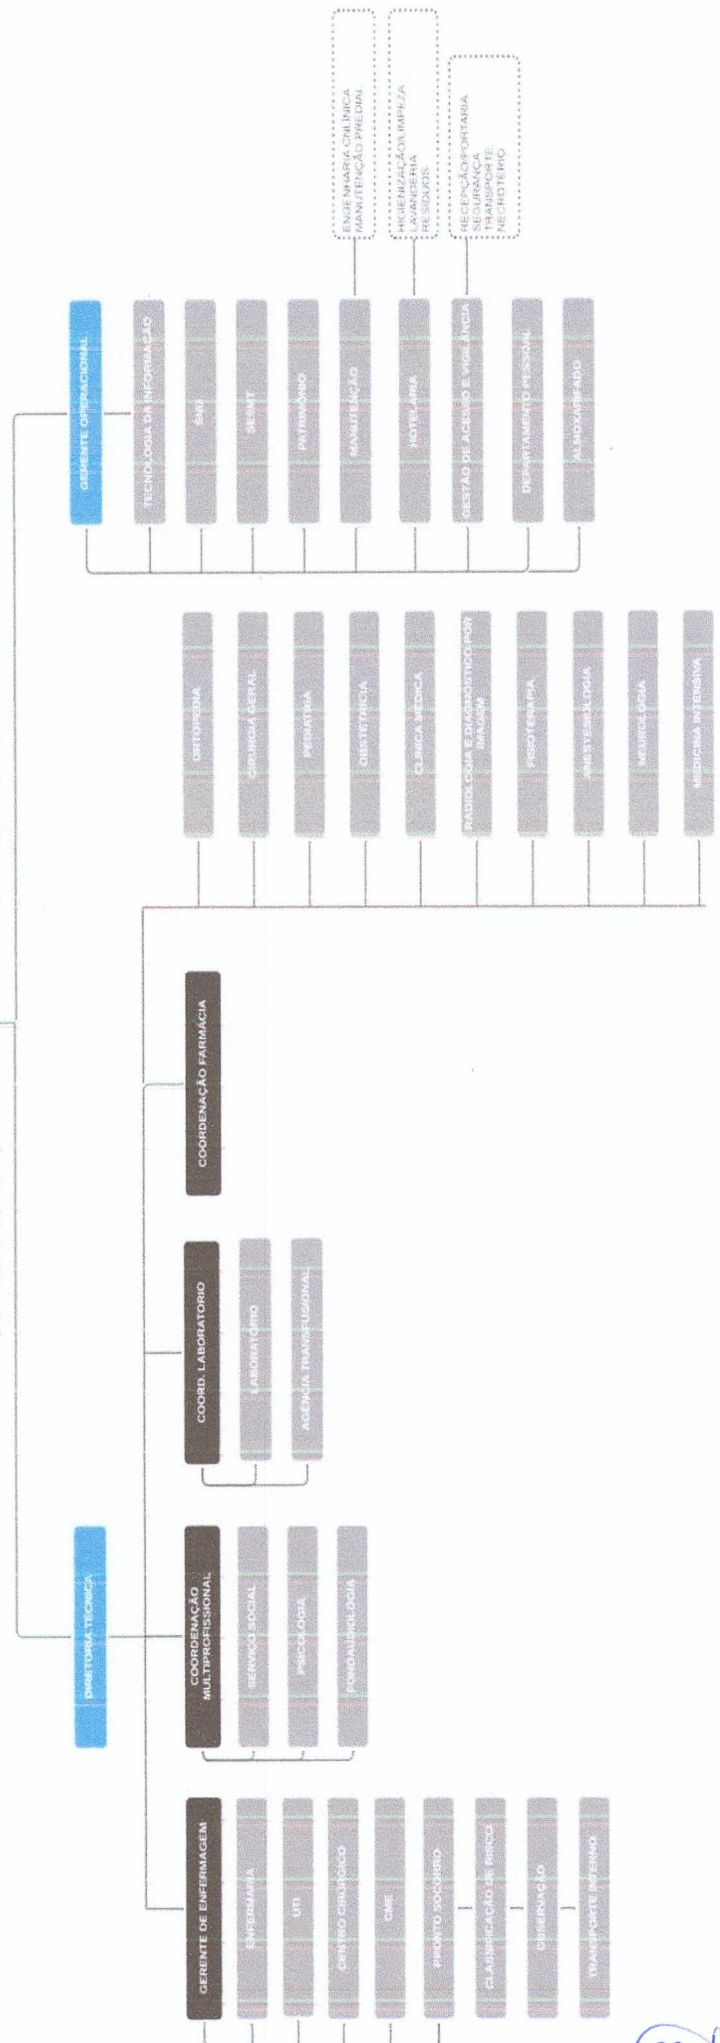 DIRETORIA TÉCNICA
GERENTE OPERACIONAL
GERENTE DE ENFERMAGEM
ENFERMARIA
UTI
CENTRO CIRÚRGICO
CME
PRONTO SOCORRO
CLASSIFICAÇÃO DE RISCO
OBSERVAÇÃO
TRANSPORTE INTERNO
COORDENAÇÃO
MULTIPROFISSIONAL
SERVIÇO SOCIAL
PSICOLOGIA
FONOAUDIOLOGIA
COORD. LABORATORIO
LABORATÓRIO
AGÊNCIA TRANSFUSIONAL
COORDENAÇÃO FARMÁCIA
ORTOPEDIA
CIRURGIA GERAL
PEDIATRIA
OBSTETRÍCIA
CLÍNICA MÉDICA
RADIOLOGIA E DIAGNÓSTICO POR
IMAGEM
FISIOTERAPIA
ANESTESIOLOGIA
MEDICINA INTENSIVA
TECNOLOGIA DA INFORMAÇÃO
SND
SESMT
PATRIMÔNIO
MANUTENÇÃO
HOTELARIA
GESTÃO DE ACESSO E VIGILÂNCIA
DEPARTAMENTO PESSOAL
ALMOXARIFADO
ENGENHARIA CNLÍNICA
MANUTENÇÃO PREDIAL
HIGIENIZAÇÃO/LIMPEZA
LAVANDERIA
RESIDUOS
RECEPÇÃO/PORTARIA
SEGURANÇA
TRANSPORTE
NECROTÉRIO